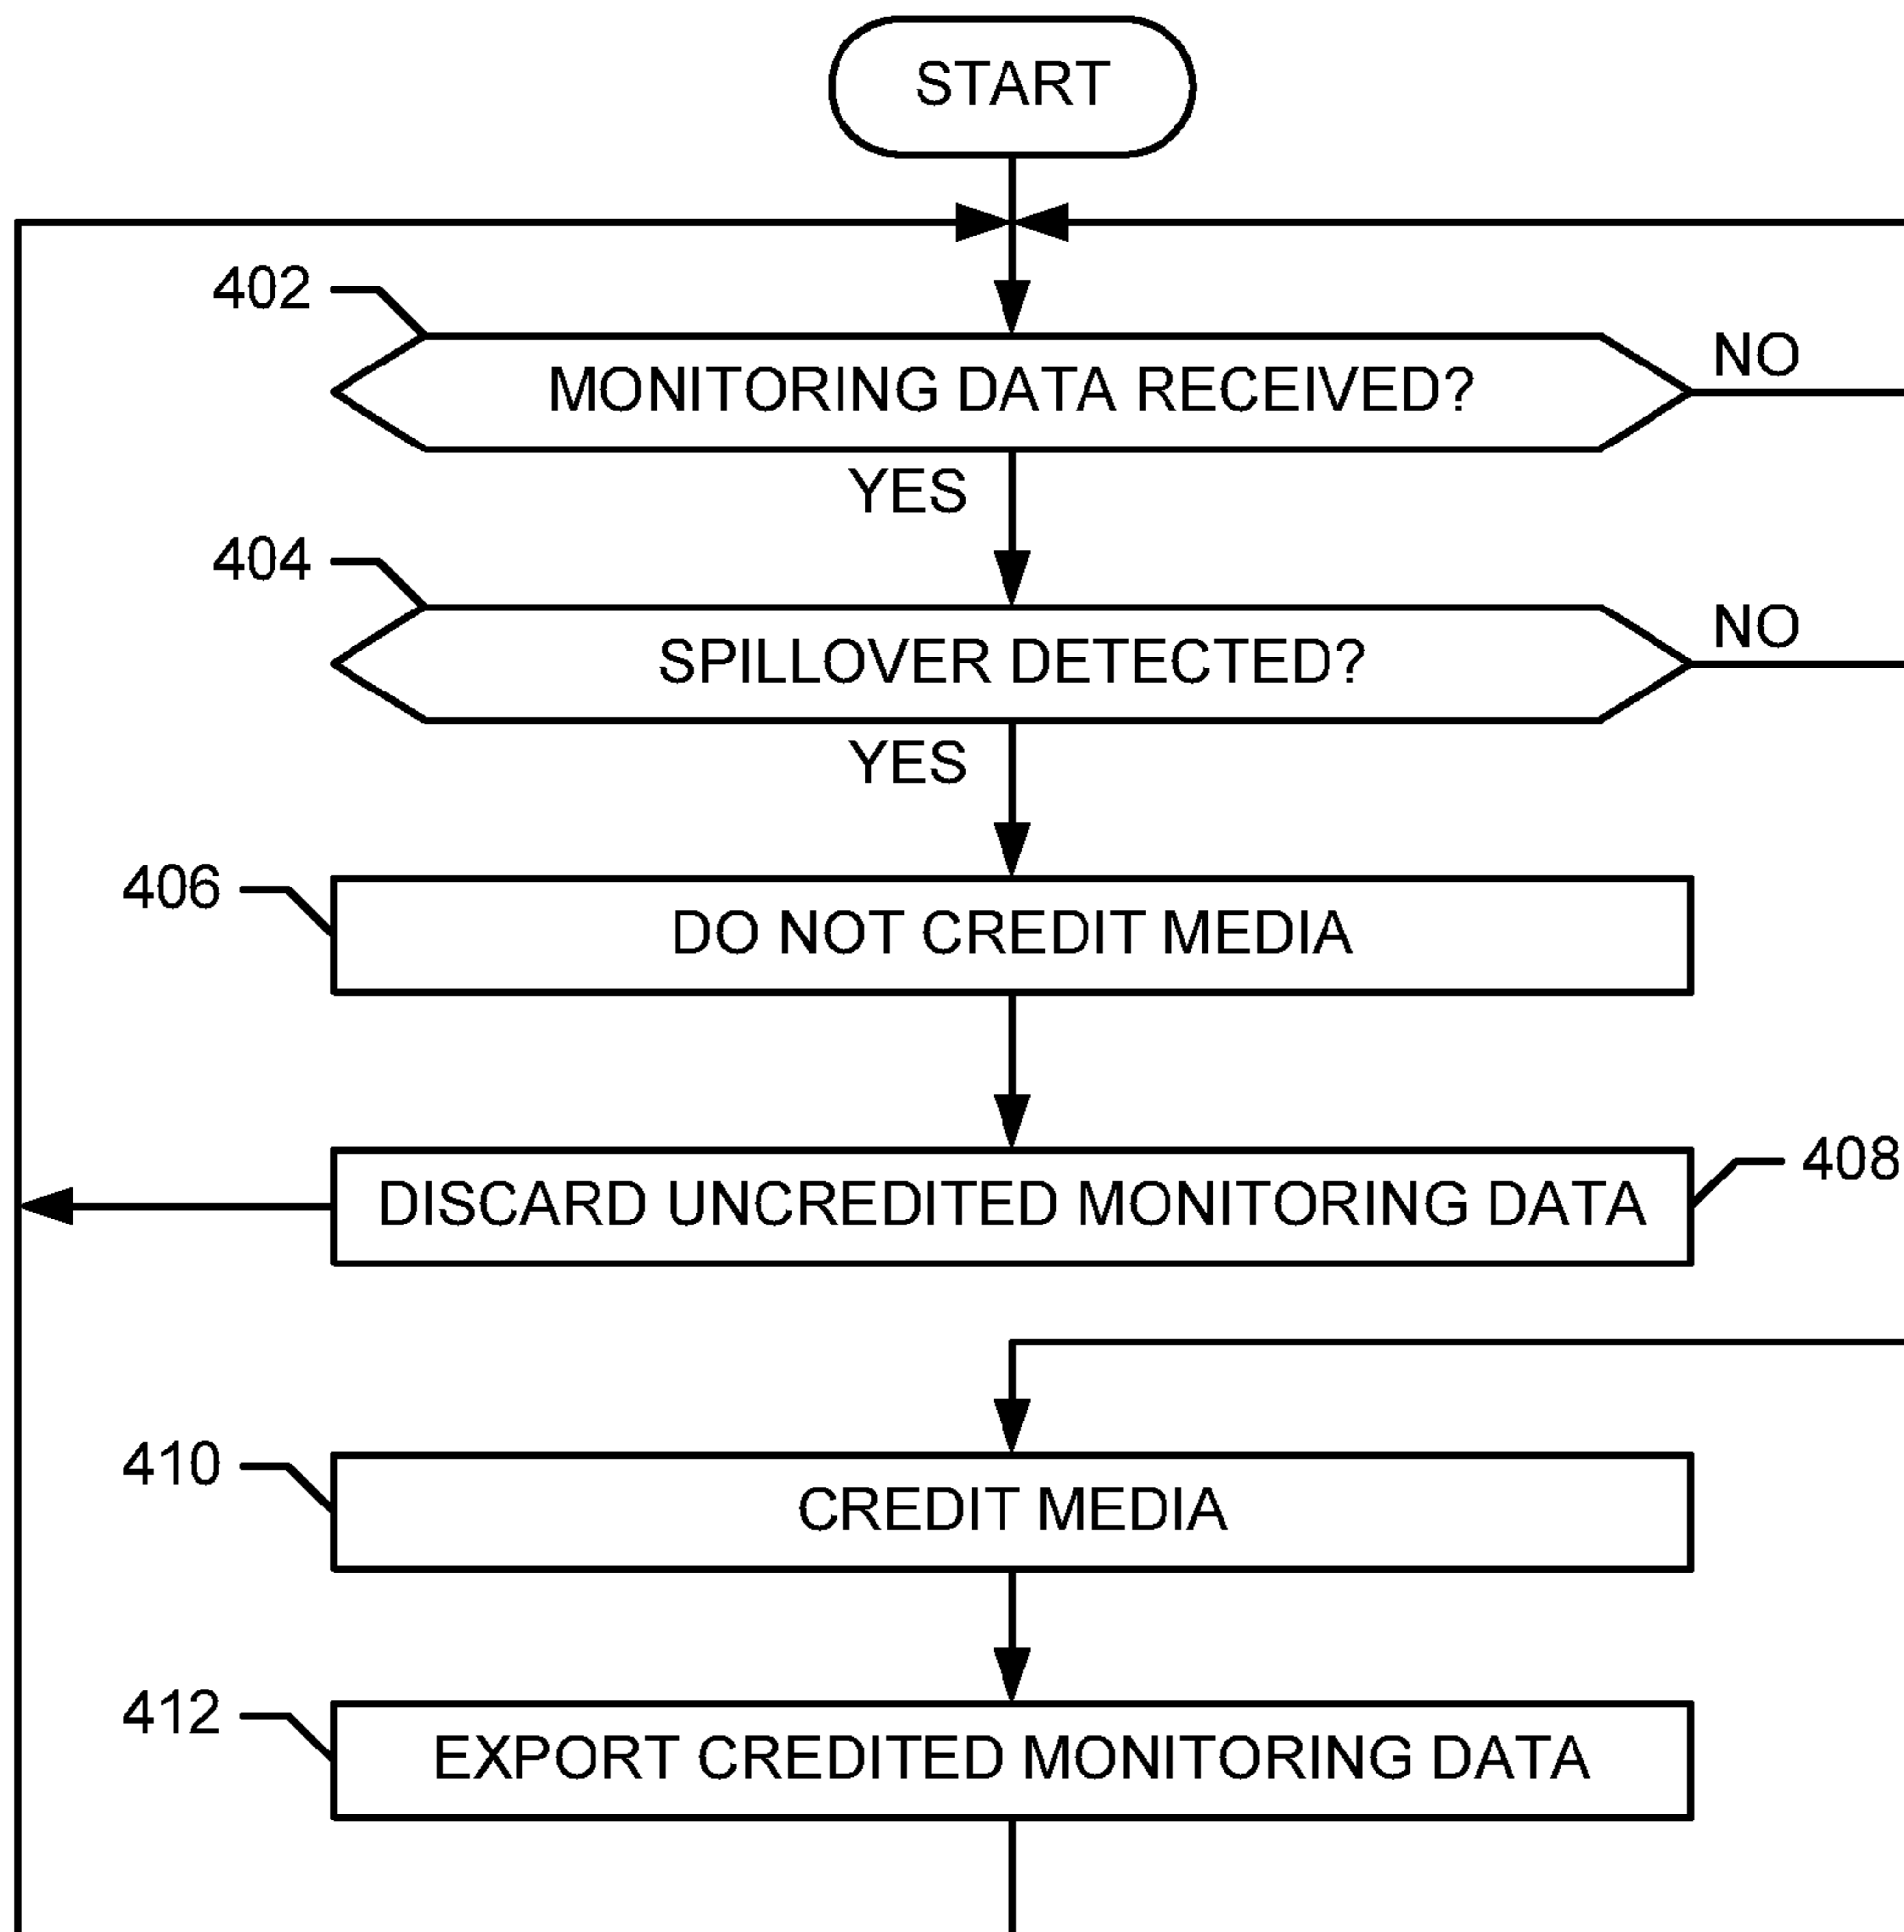 START
402
MONITORING DATA RECEIVED?
NO
YES
404
SPILLOVER DETECTED?
NO
YES
406
DO NOT CREDIT MEDIA
DISCARD UNCREDITED MONITORING DATA
408
410
CREDIT MEDIA
412
EXPORT CREDITED MONITORING DATA